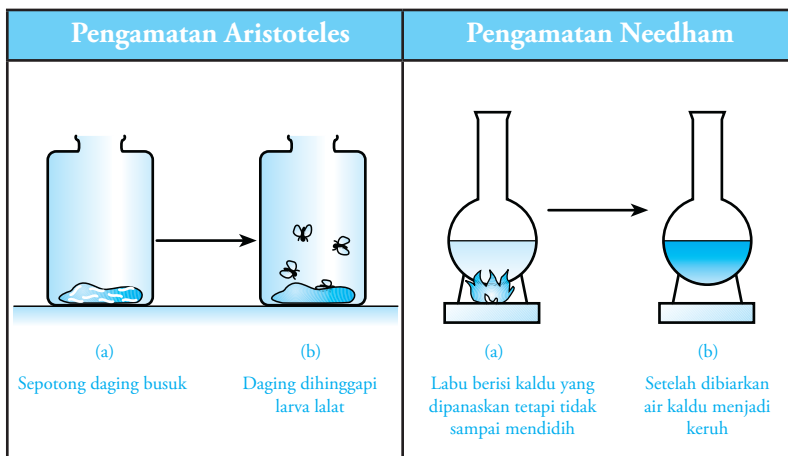 Pengamatan Aristoteles
(a)
Sepotong daging busuk
(b)
Daging dihinggapi
larva lalat
Pengamatan Needham
(a)
Labu berisi kaldu yang
dipanaskan tetapi tidak
sampai mendidih
(b)
Setelah dibiarkan
air kaldu menjadi
keruh